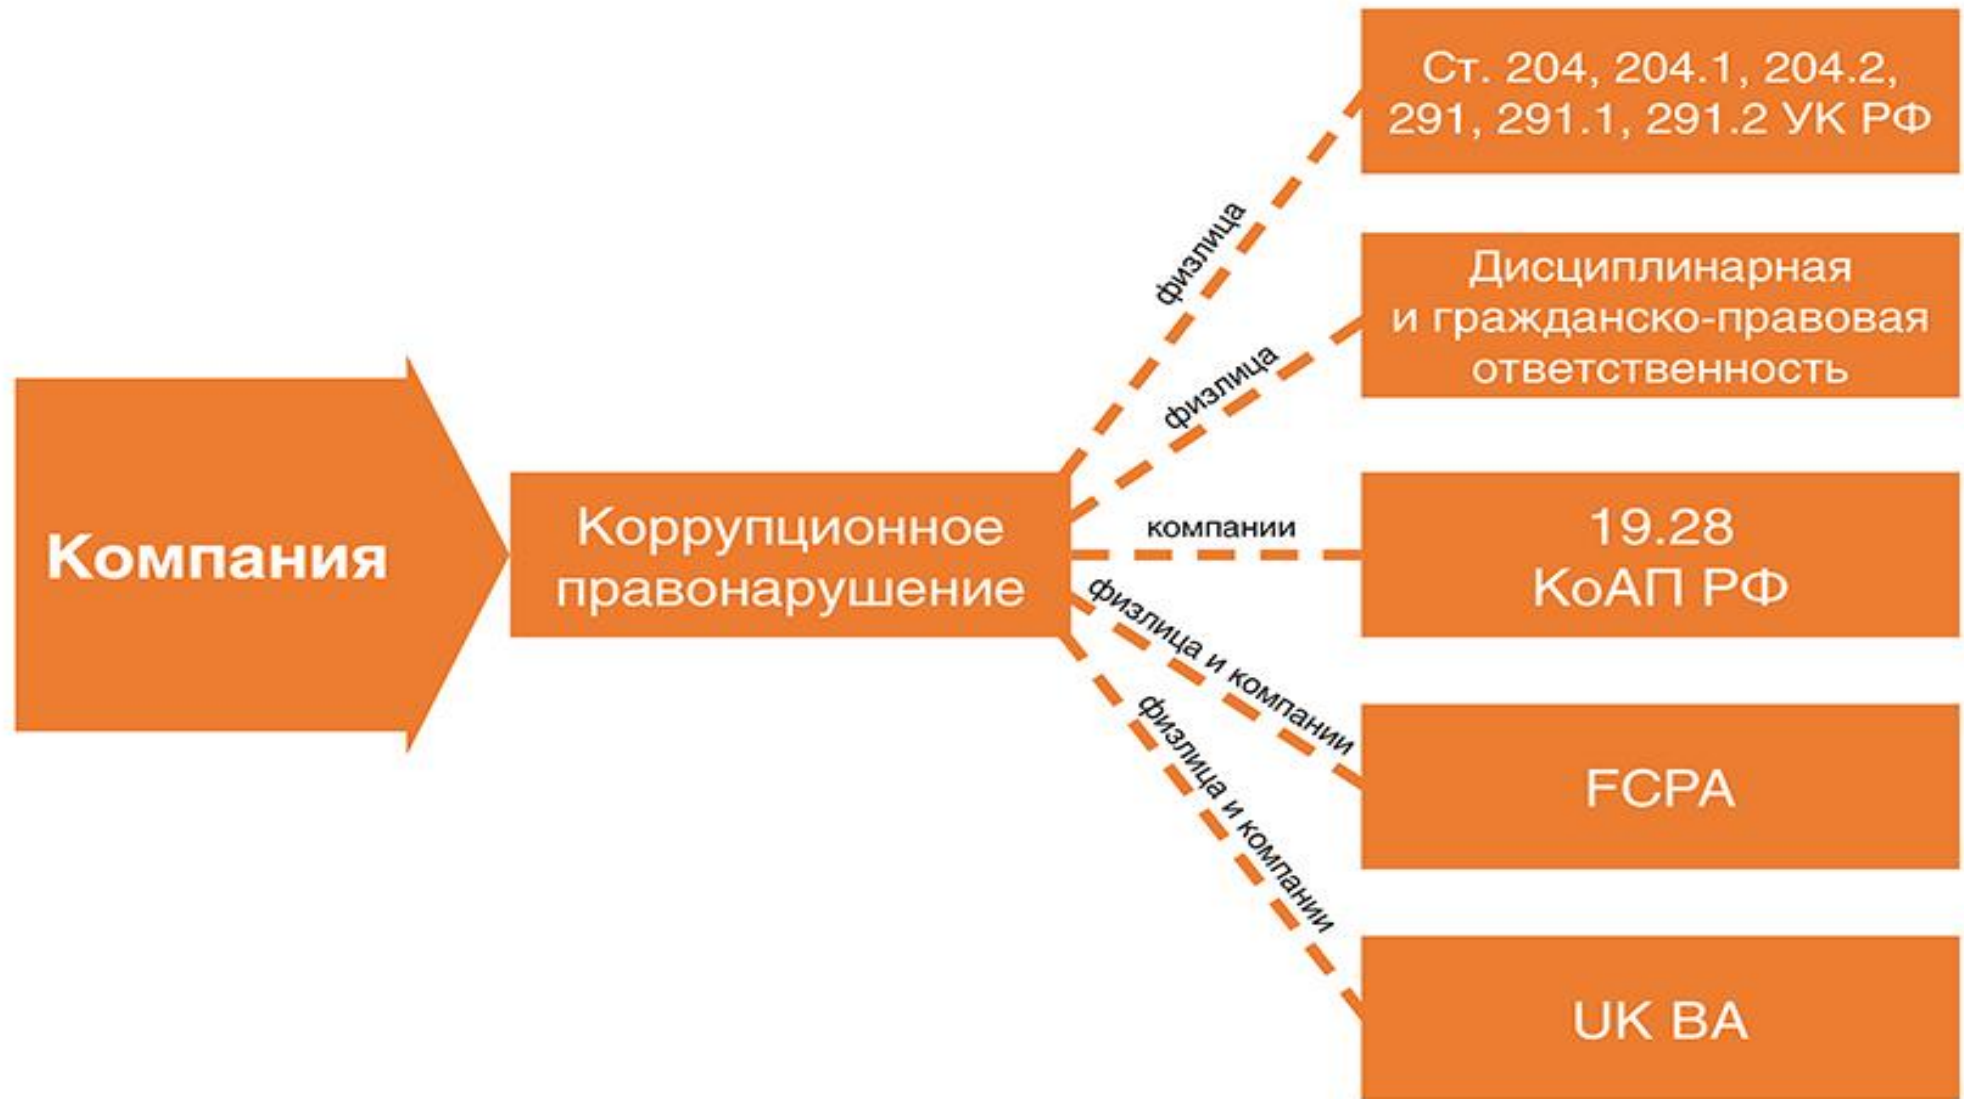 Компания
Коррупционное
правонарушение
физлица
физлица
компании
физлица и компании
физлица и компании
Ст. 204, 204.1, 204.2,
291, 291.1, 291.2 УК РФ
Дисциплинарная
и гражданско-правовая
ответственность
19.28
КоАП РФ
FCPA
UK BA